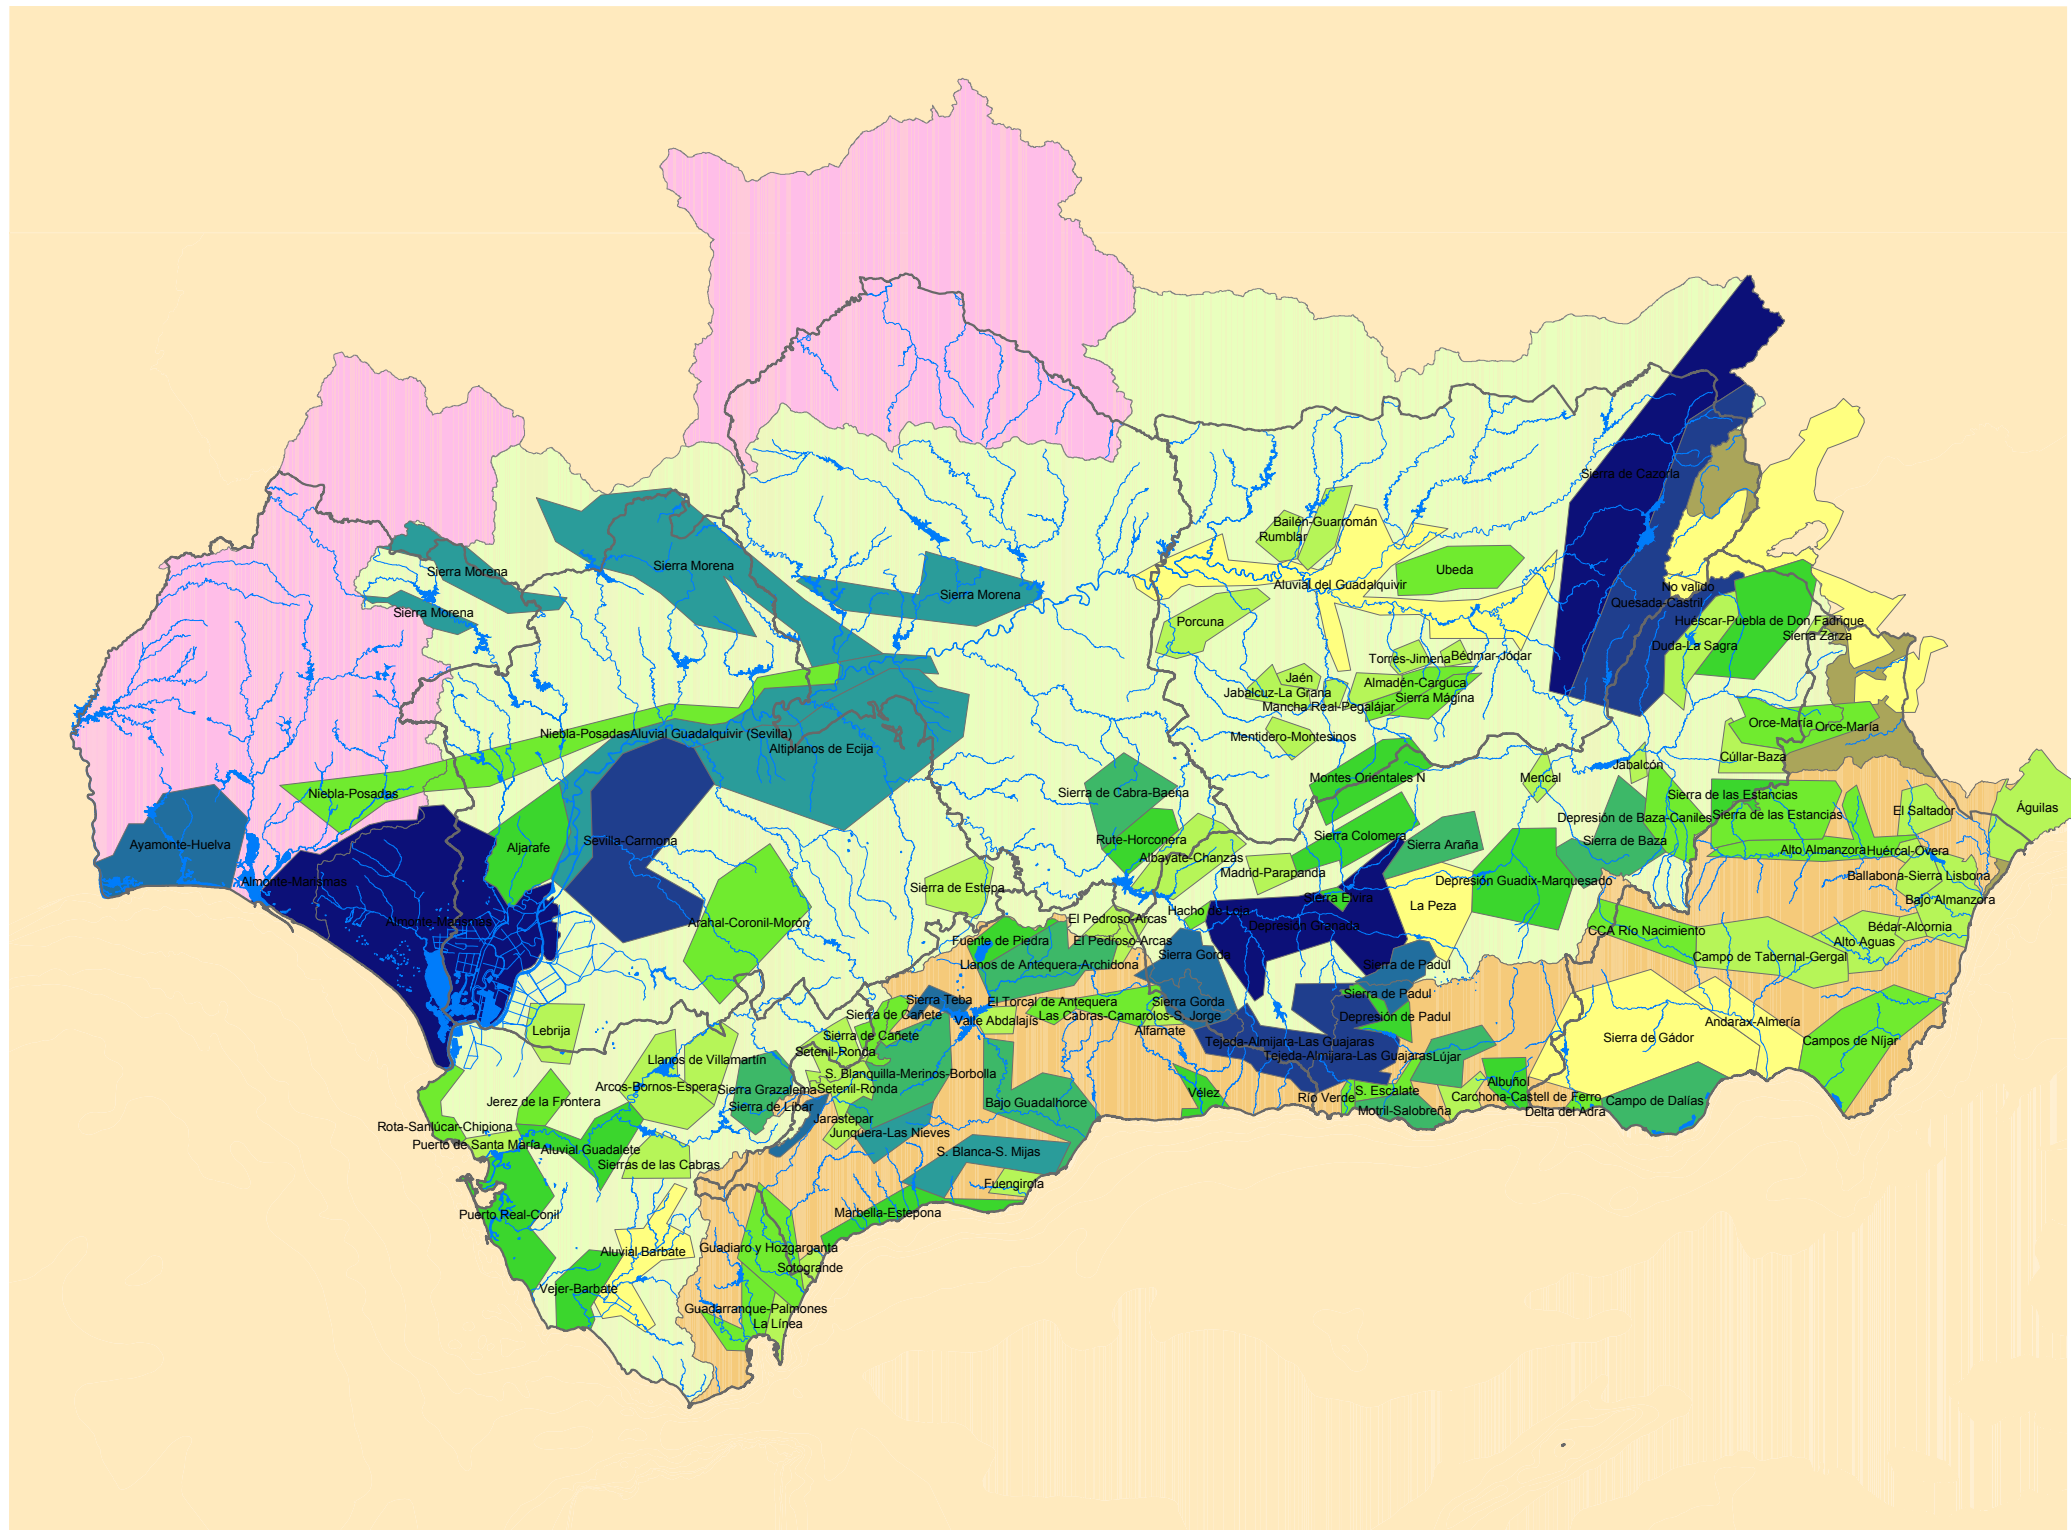 Sierra de Cazorla
Bailén-Guarromán
Rumblar
Sierra Morena
Sierra Morena
Aluvial del Guadalquivir
Ubeda
Sierra Morena
Sierra Morena
No valido
Quesada-Castril
Porcuna
Huéscar-Puebla de Don Fadrique
Sierra Zarza
Duda-La Sagra
Torres-Jimena
Bédmar-Jódar
Jaén
Almadén-Carguca
Jabalcuz-La Grana
Sierra Mágina
Mancha Real-Pegalájar
Orce-María
Orce-María
Niebla-Posadas
Aluvial Guadalquivir (Sevilla)
Mentidero-Montesinos
Altiplanos de Ecija
Cúllar-Baza
Jabalcón
Montes Orientales N
Mencal
Niebla-Posadas
Sierra de Cabra-Baena
Sierra de las Estancias
Águilas
Sierra de las Estancias
El Saltador
Depresión de Baza-Caniles
Ayamonte-Huelva
Aljarafe
Sevilla-Carmona
Rute-Horconera
Sierra Colomera
Sierra Araña
Sierra de Baza
Alto Almanzora
Huércal-Overa
Albayate-Chanzas
Almonte-Marismas
Sierra de Estepa
Madrid-Parapanda
Depresión Guadix-Marquesado
Ballabona-Sierra Lisbona
Sierra Elvira
La Peza
Bajo Almanzora
Almonte-Marismas
Arahal-Coronil-Morón
El Pedroso-Arcas
Hacho de Loja
Depresión Granada
Bédar-Alcornia
CCA Río Nacimiento
Fuente de Piedra
El Pedroso-Arcas
Alto Aguas
Sierra Gorda
Campo de Tabernal-Gergal
Llanos de Antequera-Archidona
Sierra de Padul
Sierra de Padul
Sierra Teba
El Torcal de Antequera
Sierra Gorda
Sierra de Cañete
Las Cabras-Camarolos-S. Jorge
Depresión de Padul
Valle Abdalajís
Andarax-Almería
Lebrija
Alfarnate
Sierra de Cañete
Sierra de Gádor
Campos de Níjar
Tejeda-Almijara-Las Guajaras
Setenil-Ronda
Llanos de Villamartín
Tejeda-Almijara-Las Guajaras
Lújar
S. Blanquilla-Merinos-Borbolla
Arcos-Bornos-Espera
Sierra Grazalema
Setenil-Ronda
Albuñol
Vélez
S. Escalate
Río Verde
Carchona-Castell de Ferro
Jerez de la Frontera
Bajo Guadalhorce
Campo de Dalías
Sierra de Líbar
Motril-Salobreña
Delta del Adra
Jarastepar
Rota-Sanlúcar-Chipiona
Junquera-Las Nieves
Puerto de Santa María
Aluvial Guadalete
S. Blanca-S. Mijas
Sierras de las Cabras
Fuengirola
Puerto Real-Conil
Marbella-Estepona
Aluvial Barbate
Guadiaro y Hozgarganta
Sotogrande
Vejer-Barbate
Guadarranque-Palmones
La Línea